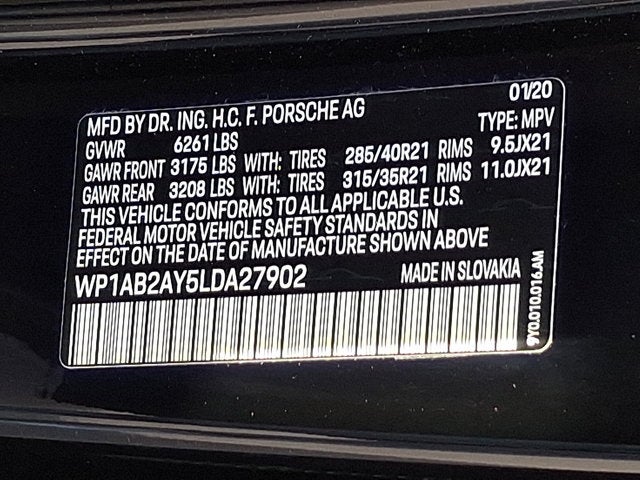 01/20
MFD BY DR. ING. H.C. F. PORSCHE AG TYPE: MPV
GVWR 6261 LBS
GAWR FRONT 3175 LBS WITH: TIRES 285/40R21 RIMS 9.5JX21
GAWR REAR 3208 LBS WITH: TIRES 315/35R21 RIMS 11.0JX21
THIS VEHICLE CONFORMS TO ALL APPLICABLE U.S.
FEDERAL MOTOR VEHICLE SAFETY STANDARDS IN
EFFECT ON THE DATE OF MANUFACTURE SHOWN ABOVE
WP1AB2AY5LDA27902 MADE IN SLOVAKIA
9Y0.010.016.AM